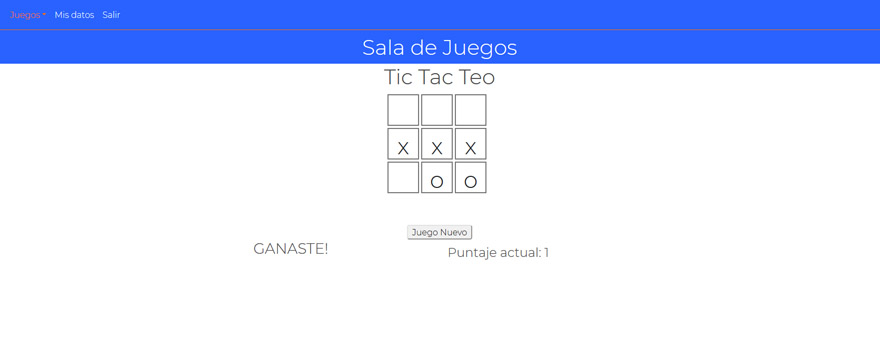 Juegos Mis datos Salir
Sala de Juegos
Tic Tac Teo
X X X
O O
Juego Nuevo
GANASTE! Puntaje actual: 1